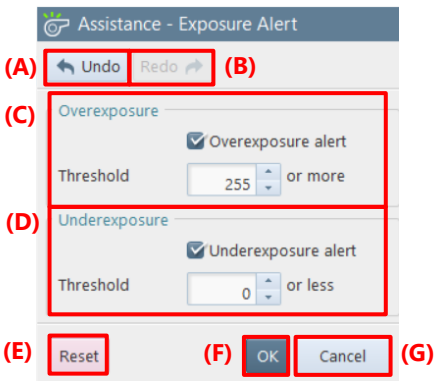 Assistance - Exposure Alert
(A) Undo Redo (B)
(C) Overexposure
Overexposure alert
Threshold 255 or more
(D) Underexposure
Underexposure alert
Threshold 0 or less
(E) Reset (F) OK Cancel (G)